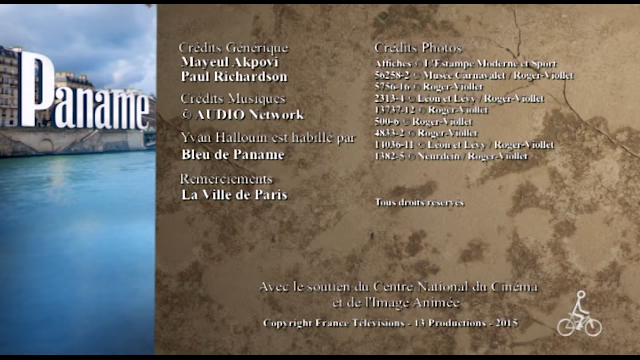 Paname
Crédits Générique
Mayeul Akpovi
Paul Richardson
Crédits Musiques
© AUDIO Network
Yvan Hallouin est habillé par
Bleu de Paname
Remerciements
La Ville de Paris
Crédits Photos
Affiches © L'Estampe Moderne et Sport
56258-2 © Musée Carnavalet / Roger-Viollet
5756-16 © Roger-Viollet
2313-4 © Léon et Lévy / Roger-Viollet
13737-12 © Roger-Viollet
500-6 © Roger-Viollet
4833-2 © Roger-Viollet
14036-11 © Léon et Lévy / Roger-Viollet
1382-5 © Neurdein / Roger-Viollet
Tous droits réservés
Avec le soutien du Centre National du Cinéma
et de l'Image Animée
Copyright France Télévisions - 13 Productions - 2015